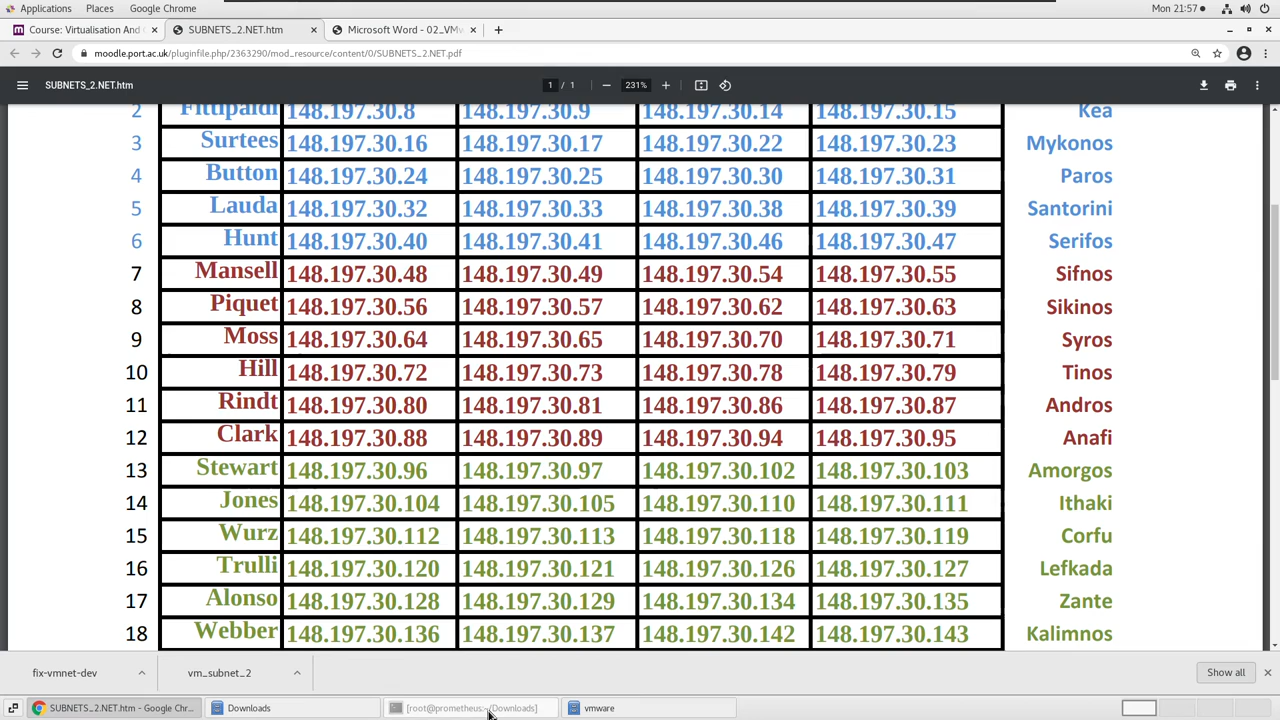 Applications Places Google Chrome Mon 21:57
Course: Virtualisation And SUBNETS_2.NET.htm Microsoft Word - 02_VM
moodle.port.ac.uk/pluginfile.php/2363290/mod_resource/content/0/SUBNETS_2.NET.pdf
SUBNETS_2.NET.htm 1 / 1 231%
2 Fittipaldi 148.197.30.8 148.197.30.9 148.197.30.14 148.197.30.15 Kea
3 Surtees 148.197.30.16 148.197.30.17 148.197.30.22 148.197.30.23 Mykonos
4 Button 148.197.30.24 148.197.30.25 148.197.30.30 148.197.30.31 Paros
5 Lauda 148.197.30.32 148.197.30.33 148.197.30.38 148.197.30.39 Santorini
6 Hunt 148.197.30.40 148.197.30.41 148.197.30.46 148.197.30.47 Serifos
7 Mansell 148.197.30.48 148.197.30.49 148.197.30.54 148.197.30.55 Sifnos
8 Piquet 148.197.30.56 148.197.30.57 148.197.30.62 148.197.30.63 Sikinos
9 Moss 148.197.30.64 148.197.30.65 148.197.30.70 148.197.30.71 Syros
10 Hill 148.197.30.72 148.197.30.73 148.197.30.78 148.197.30.79 Tinos
11 Rindt 148.197.30.80 148.197.30.81 148.197.30.86 148.197.30.87 Andros
12 Clark 148.197.30.88 148.197.30.89 148.197.30.94 148.197.30.95 Anafi
13 Stewart 148.197.30.96 148.197.30.97 148.197.30.102 148.197.30.103 Amorgos
14 Jones 148.197.30.104 148.197.30.105 148.197.30.110 148.197.30.111 Ithaki
15 Wurz 148.197.30.112 148.197.30.113 148.197.30.118 148.197.30.119 Corfu
16 Trulli 148.197.30.120 148.197.30.121 148.197.30.126 148.197.30.127 Lefkada
17 Alonso 148.197.30.128 148.197.30.129 148.197.30.134 148.197.30.135 Zante
18 Webber 148.197.30.136 148.197.30.137 148.197.30.142 148.197.30.143 Kalimnos
fix-vmnet-dev vm_subnet_2 Show all
SUBNETS_2.NET.htm - Google Chr... Downloads [root@prometheus:~/Downloads] vmware